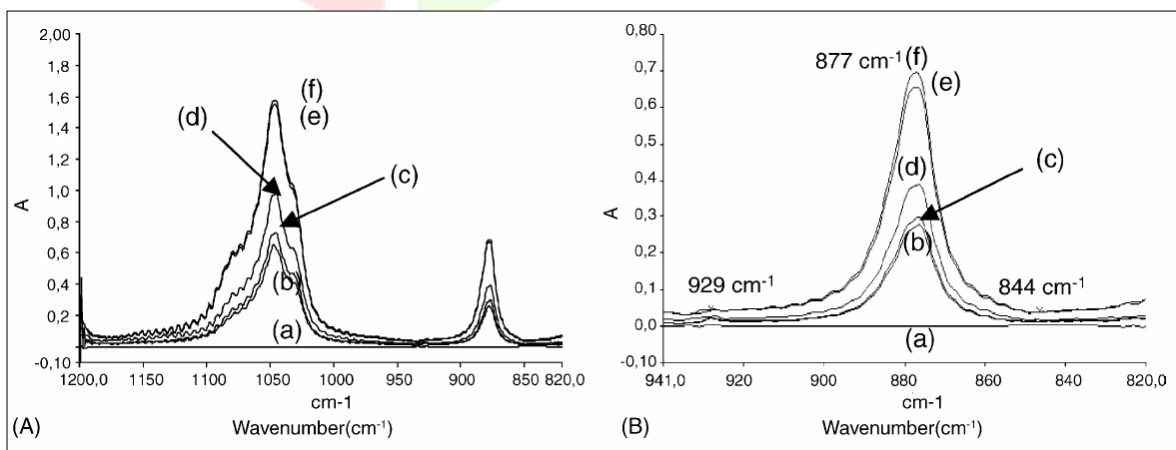 2,00
1,8
1,6
1,4
1,2
A
1,0
0,8
0,6
0,4
0,2
-0,10
1200,0 1150 1100 1050 1000 950 900 850 820,0
cm-1
Wavenumber(cm-1)
(A)
(f)
(e)
(d)
(c)
(b)
(a)
0,80
0,7
0,6
0,5
0,4
A
0,3
0,2
0,1
0,0
-0,10
941,0 920 900 880 860 840 820,0
cm-1
Wavenumber(cm-1)
(B)
877 cm-1 (f)
(e)
(c)
(d)
(b)
929 cm-1
844 cm-1
(a)